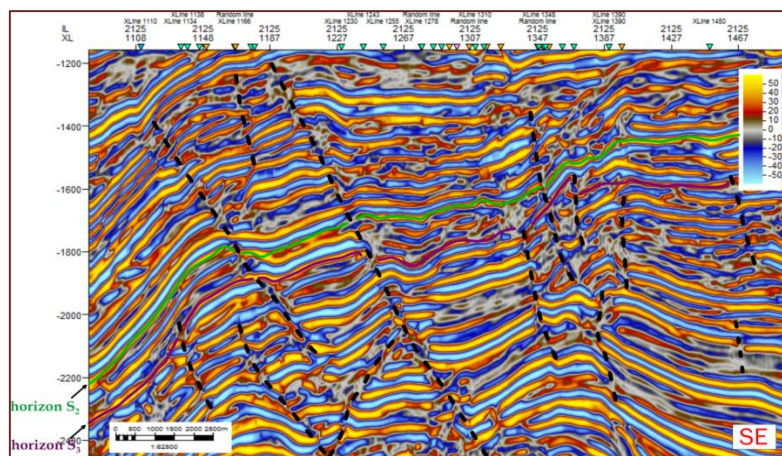 XLine 1138 Random line XLine 1243 Random line XLine 1310 XLine 1348 XLine 1390
XLine 1110 XLine 1134 XLine 1166 XLine 1230 XLine 1255 XLine 1278 Random line Random line XLine 1390 XLine 1450
IL 2125 2125 2125 2125 2125 2125 2125 2125 2125 2125
XL 1108 1148 1187 1227 1267 1307 1347 1387 1427 1467
-1200
-1400
-1600
-1800
-2000
-2200
50
40
30
20
10
0
-10
-20
-30
-40
-50
horizon S2
horizon S3
0 500 1000 1500 2000 2500m
1:62500
SE